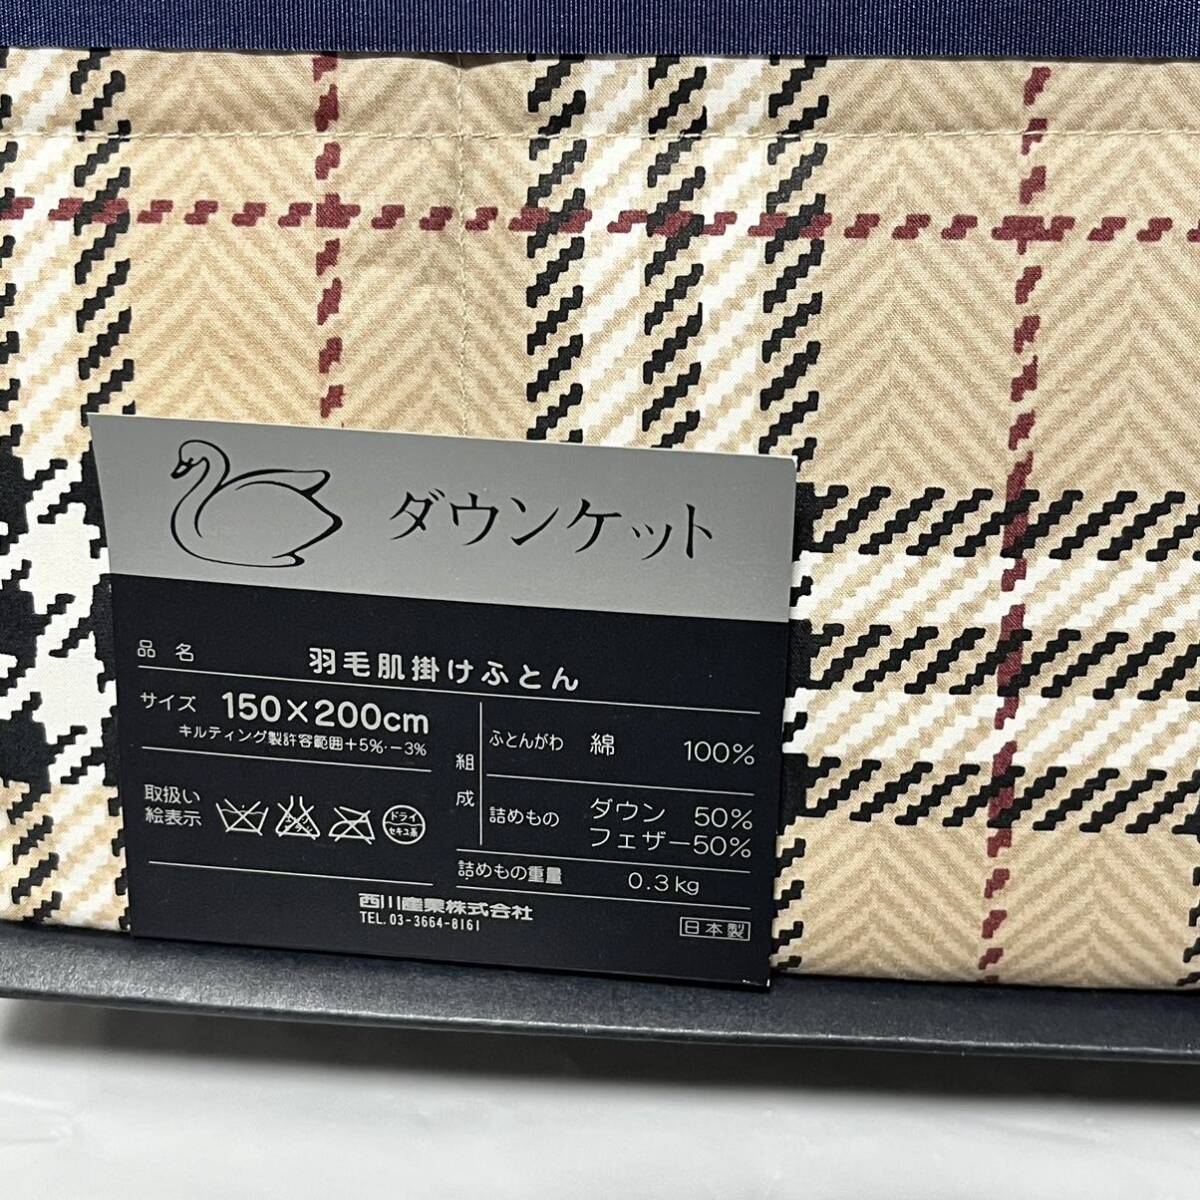 ダウンケット
品名 羽毛肌掛けふとん
サイズ 150×200cm
キルティング製許容範囲+5%·−3%
取扱い
絵表示
ドライ
セキユ系
組成
ふとんがわ 綿 100%
詰めもの ダウン 50%
フェザー50%
詰めもの重量 0.3kg
西川産業株式会社
TEL. 03-3664-8161
日本製